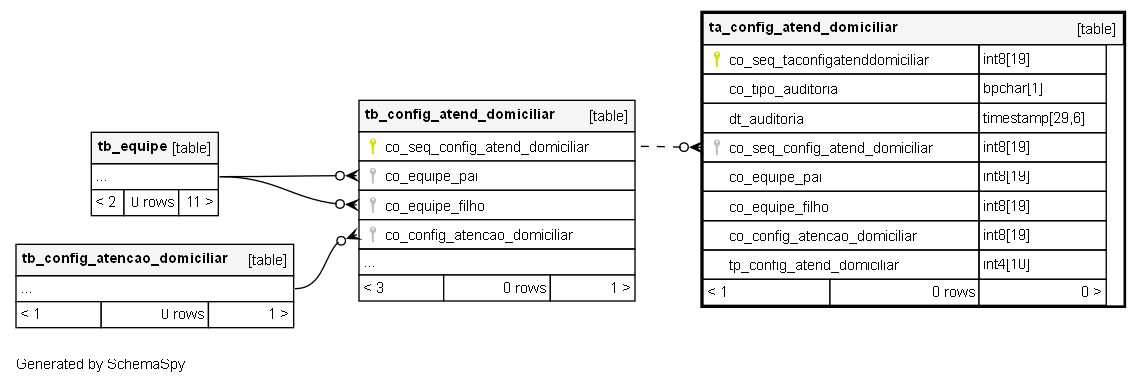 ta_config_atend_domiciliar [table]
co_seq_taconfigatenddomiciliar int8[19]
co_tipo_auditoria bpchar[1]
dt_auditoria timestamp[29,6]
co_seq_config_atend_domiciliar int8[19]
co_equipe_pai int8[19]
co_equipe_filho int8[19]
co_config_atencao_domiciliar int8[19]
tp_config_atend_domiciliar int4[10]
< 1 0 rows 0 >
tb_config_atend_domiciliar [table]
co_seq_config_atend_domiciliar
co_equipe_pai
co_equipe_filho
co_config_atencao_domiciliar
...
< 3 0 rows 1 >
tb_equipe [table]
...
< 2 0 rows 11 >
tb_config_atencao_domiciliar [table]
...
< 1 0 rows 1 >
Generated by SchemaSpy